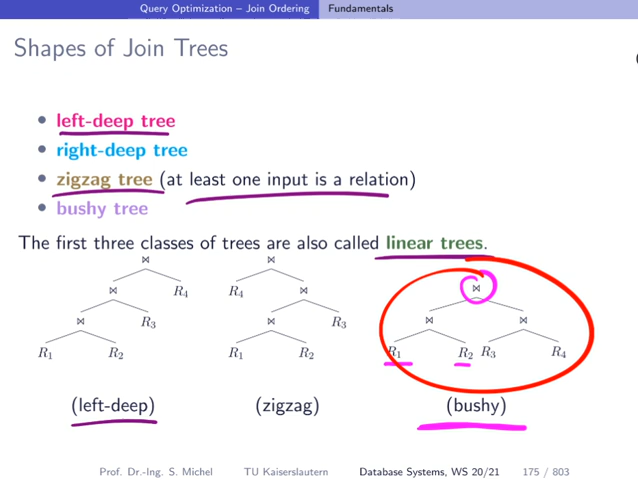 Query Optimization – Join Ordering Fundamentals
Shapes of Join Trees
• left-deep tree
• right-deep tree
• zigzag tree (at least one input is a relation)
• bushy tree
The first three classes of trees are also called linear trees.
⋈ ⋈ ⋈
⋈ R4 R4 ⋈ ⋈ ⋈
⋈ R3 ⋈ R3
R1 R2 R1 R2 R1 R2 R3 R4
(left-deep) (zigzag) (bushy)
Prof. Dr.-Ing. S. Michel TU Kaiserslautern Database Systems, WS 20/21 175 / 803